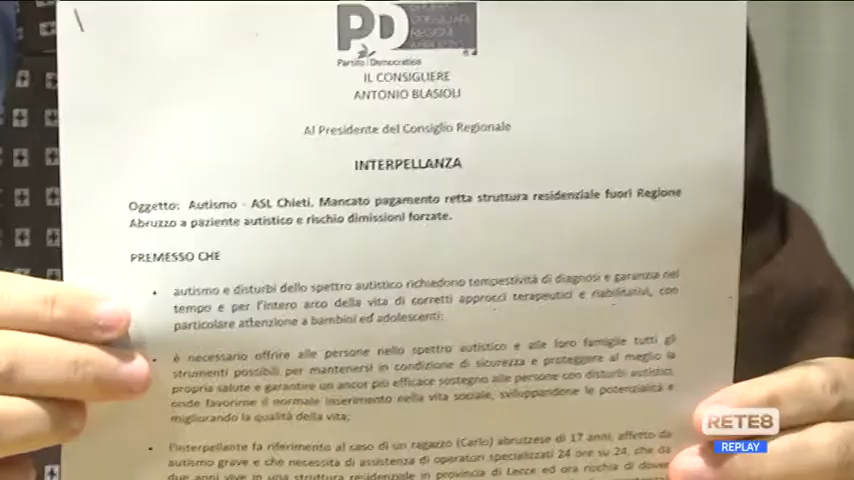 PD
GRUPPO
CONSILIARE
REGIONE
ABRUZZO
Partito Democratico
IL CONSIGLIERE
ANTONIO BLASIOLI
Al Presidente del Consiglio Regionale
INTERPELLANZA
Oggetto: Autismo - ASL Chieti. Mancato pagamento retta struttura residenziale fuori Regione
Abruzzo a paziente autistico e rischio dimissioni forzate.
PREMESSO CHE
• autismo e disturbi dello spettro autistico richiedono tempestività di diagnosi e garanzia nel
tempo e per l'intero arco della vita di corretti approcci terapeutici e riabilitativi, con
particolare attenzione a bambini ed adolescenti;
• è necessario offrire alle persone nello spettro autistico e alle loro famiglie tutti gli
strumenti possibili per mantenersi in condizione di sicurezza e proteggere al meglio la
propria salute e garantire un ancor più efficace sostegno alle persone con disturbi autistici,
onde favorirne il normale inserimento nella vita sociale, sviluppandone le potenzialità e
migliorando la qualità della vita;
• l'interpellante fa riferimento al caso di un ragazzo (Carlo) abruzzese di 17 anni, affetto da
autismo grave e che necessita di assistenza di operatori specializzati 24 ore su 24, che da
due anni vive in una struttura residenziale in provincia di Lecce ed ora rischia di dover
RETE8
REPLAY